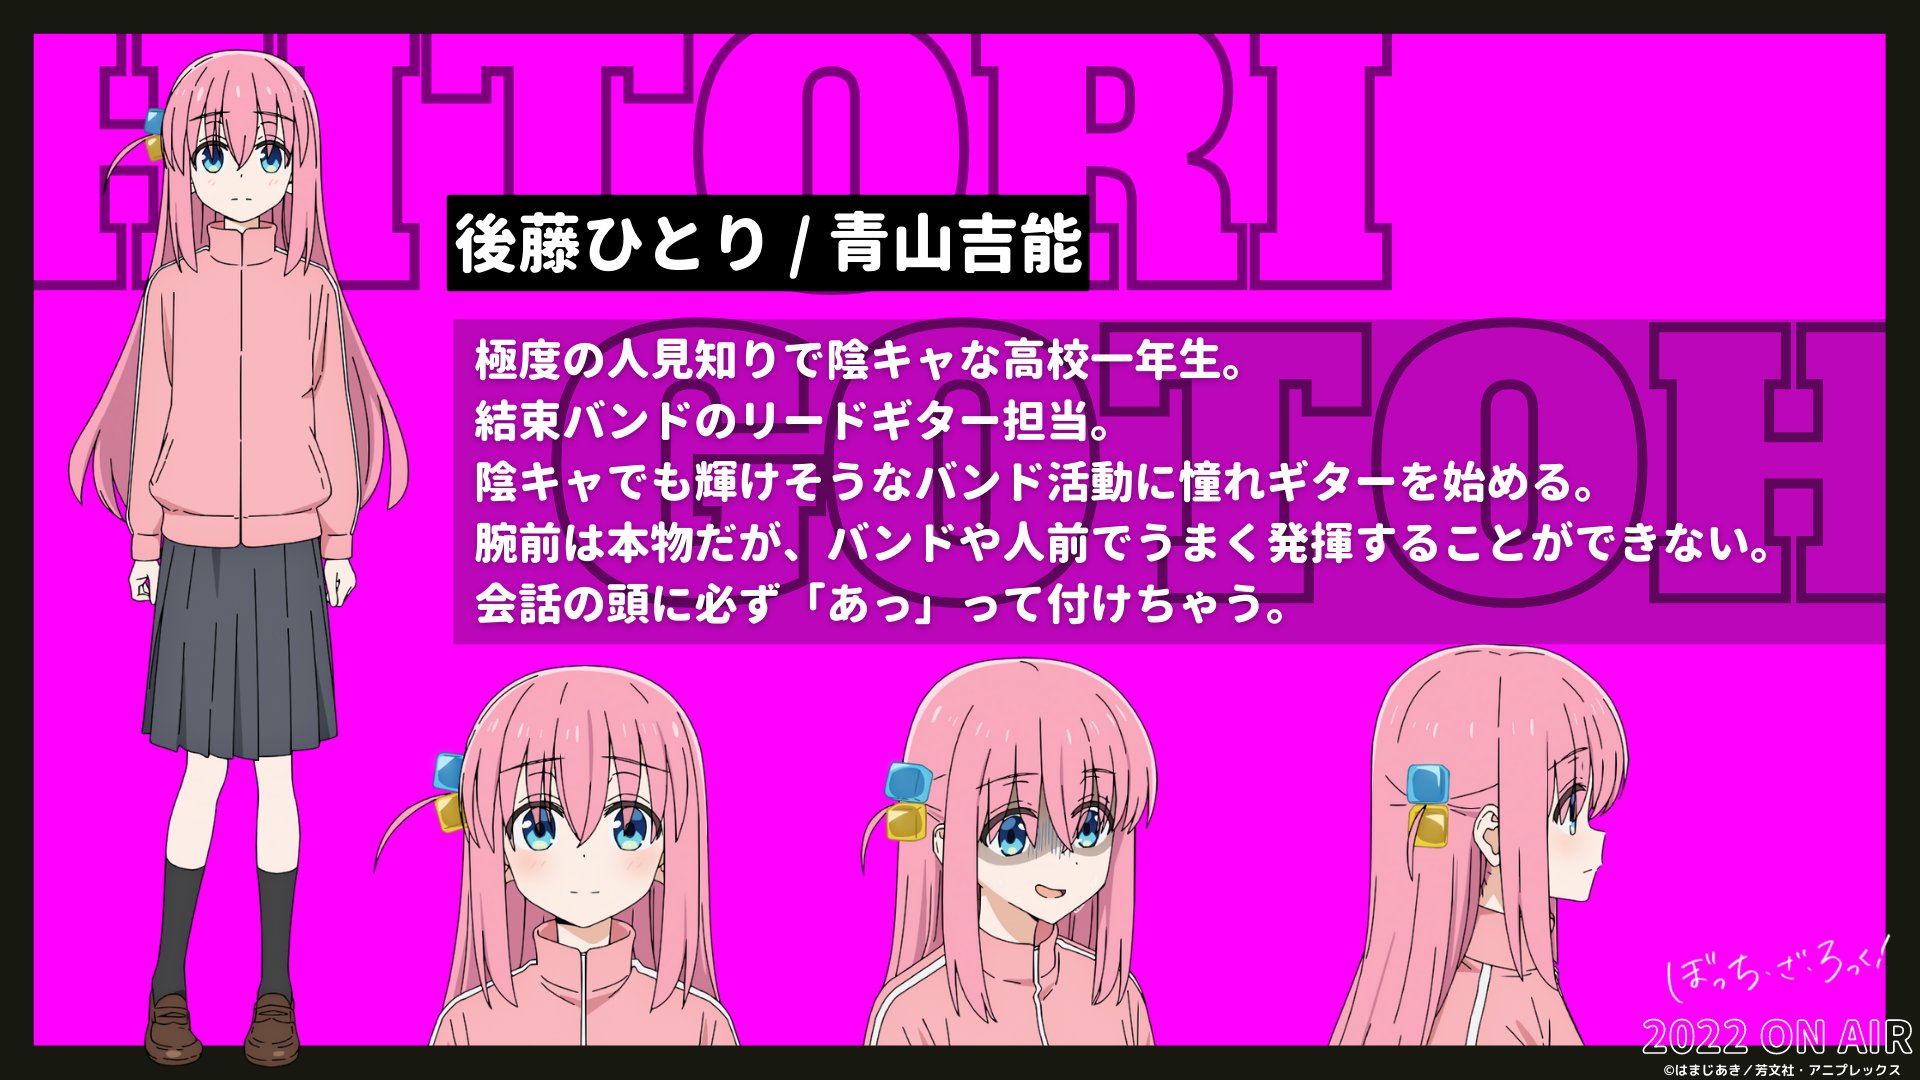 HITORI
後藤ひとり / 青山吉能
GOTOH
極度の人見知りで陰キャな高校一年生。
結束バンドのリードギター担当。
陰キャでも輝けそうなバンド活動に憧れギターを始める。
腕前は本物だが、バンドや人前でうまく発揮することができない。
会話の頭に必ず「あっ」って付けちゃう。
ぼっち・ざ・ろっく!
2022 ON AIR
©はまじあき/芳文社・アニプレックス